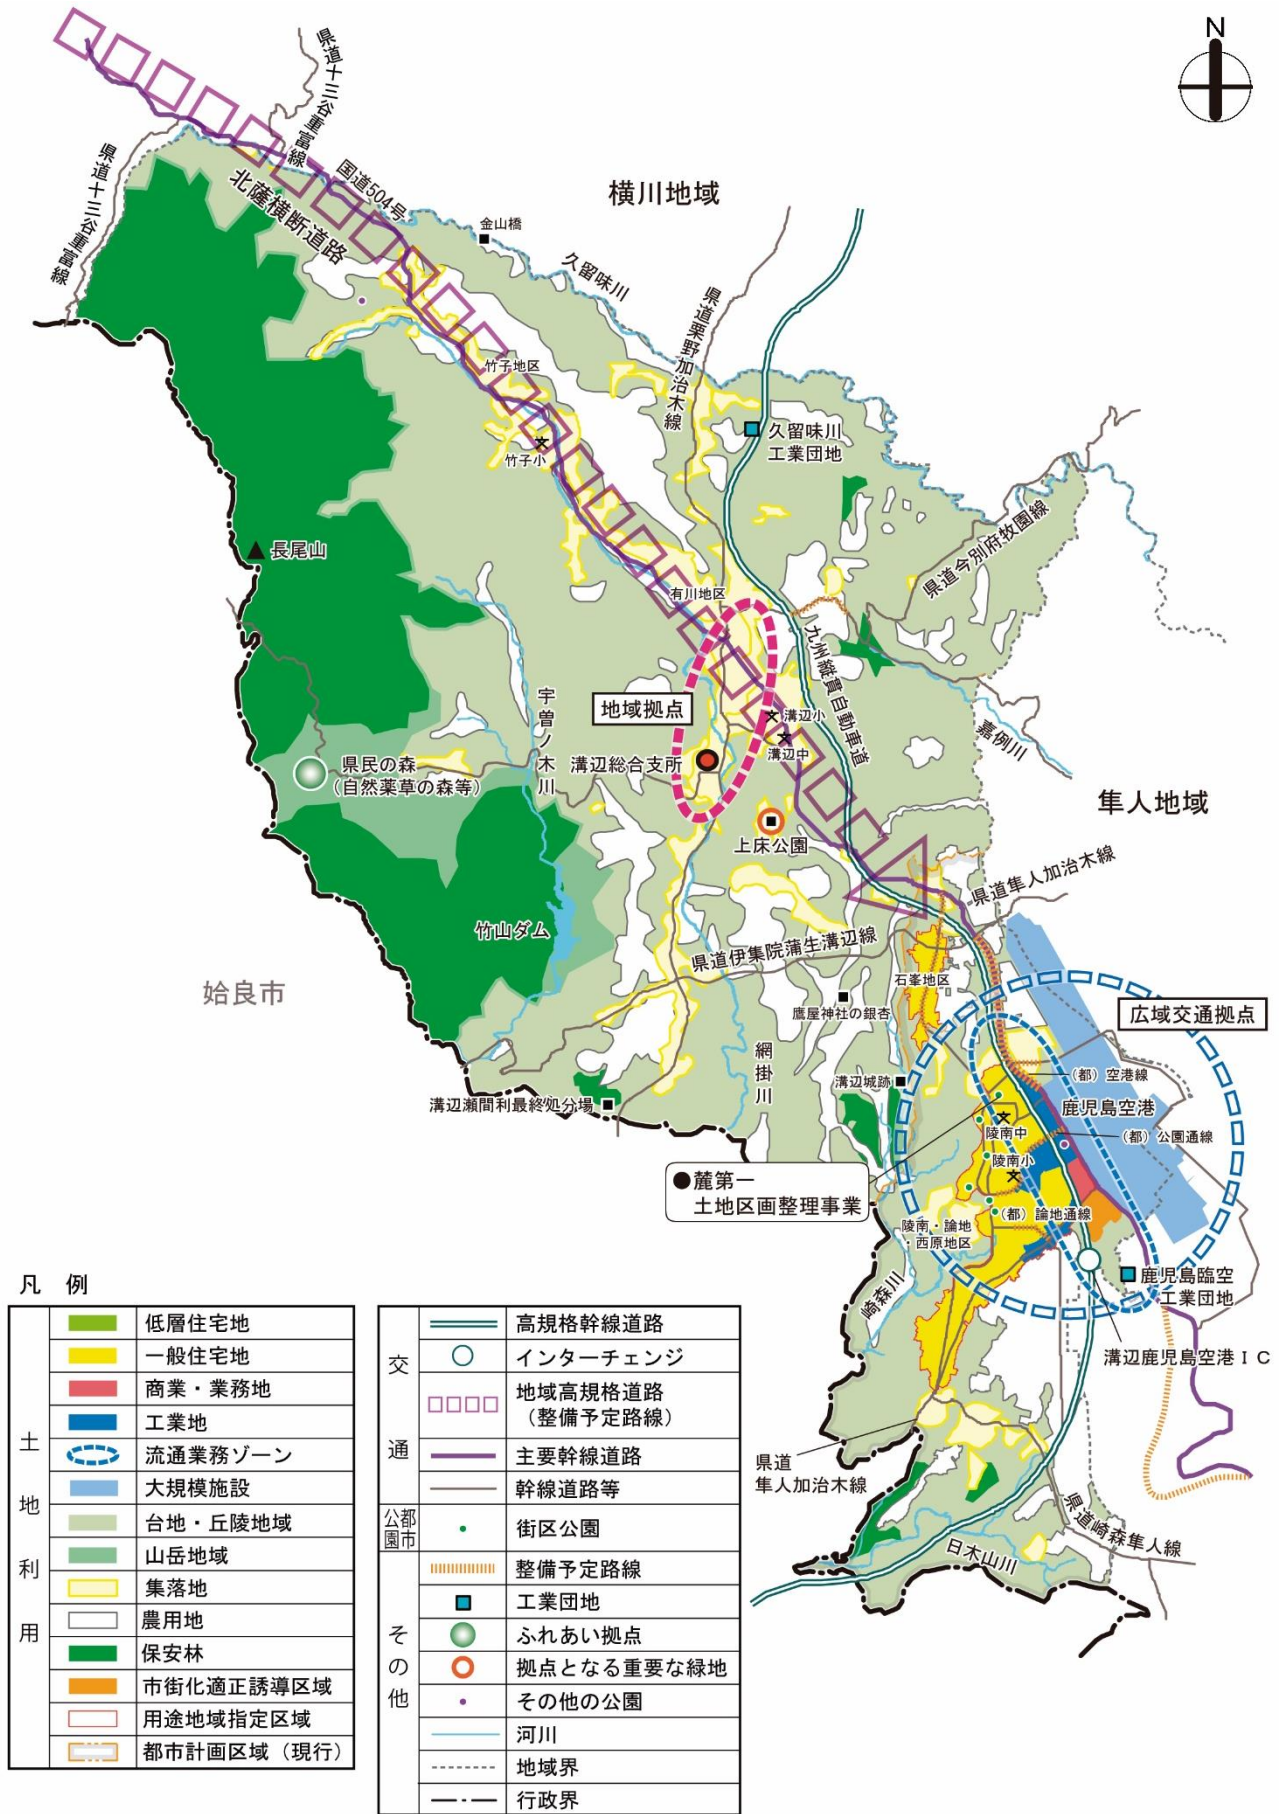 N
県道十三谷重富線
県道十三谷重富線
国道504号
北薩横断道路
横川地域
金山橋
久留味川
県道栗野加治木線
竹子地区
竹子小
久留味川
工業団地
県道今別府牧園線
長尾山
有川地区
九州縦貫自動車道
嘉例川
地域拠点
溝辺小
溝辺中
宇曽ノ木川
溝辺総合支所
県民の森
(自然薬草の森等)
隼人地域
上床公園
県道隼人加治木線
竹山ダム
県道伊集院蒲生溝辺線
石峯地区
姶良市
鷹屋神社の銀杏
広域交通拠点
網掛川
(都)空港線
溝辺城跡
鹿児島空港
溝辺瀬間利最終処分場
陵南中
(都)公園通線
陵南小
●麓第一
土地区画整理事業
(都)論地通線
陵南・論地
・西原地区
崎森川
鹿児島臨空
工業団地
溝辺鹿児島空港IC
県道
隼人加治木線
県道崎森隼人線
日木山川
凡 例
土地利用
低層住宅地
一般住宅地
商業・業務地
工業地
流通業務ゾーン
大規模施設
台地・丘陵地域
山岳地域
集落地
農用地
保安林
市街化適正誘導区域
用途地域指定区域
都市計画区域(現行)
交通
高規格幹線道路
インターチェンジ
地域高規格道路
(整備予定路線)
主要幹線道路
幹線道路等
都市公園
街区公園
その他
整備予定路線
工業団地
ふれあい拠点
拠点となる重要な緑地
その他の公園
河川
地域界
行政界